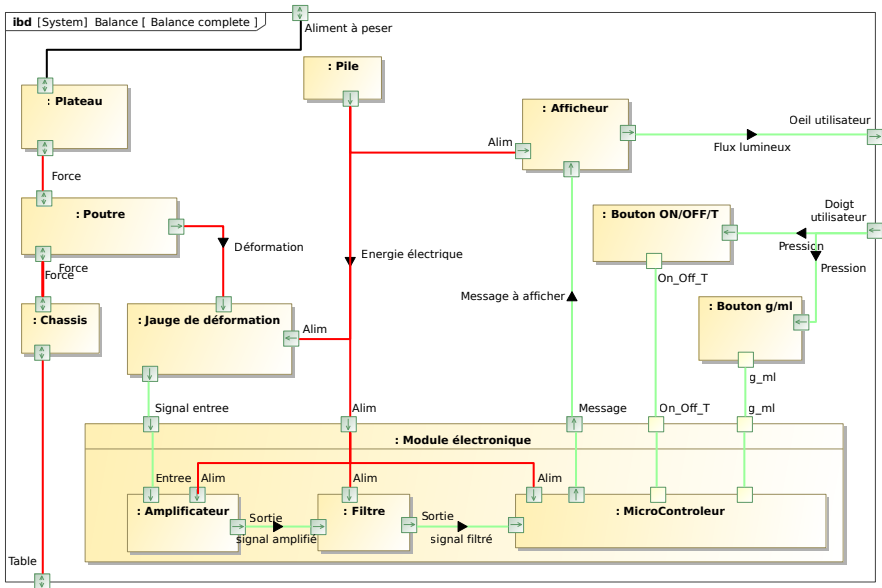 ibd [System] Balance [ Balance complete ]
Aliment à peser
: Pile
: Plateau
: Afficheur
Alim
Oeil utilisateur
Flux lumineux
Force
: Poutre
Déformation
Energie électrique
: Bouton ON/OFF/T
Doigt
utilisateur
Pression
Pression
Force
Force
On_Off_T
Message à afficher
: Bouton g/ml
: Chassis
: Jauge de déformation
Alim
g_ml
Signal entree
Alim
Message
On_Off_T
g_ml
: Module électronique
Entree
Alim
Alim
Alim
: Amplificateur
Sortie
signal amplifié
: Filtre
Sortie
signal filtré
: MicroControleur
Table